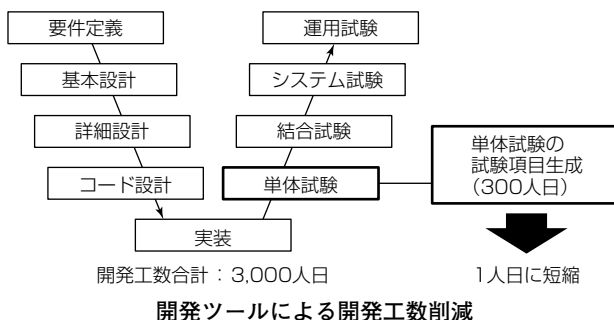 要件定義
基本設計
詳細設計
コード設計
実装
単体試験
結合試験
システム試験
運用試験
単体試験の
試験項目生成
（300人日）
1人日に短縮
開発工数合計：3,000人日
開発ツールによる開発工数削減